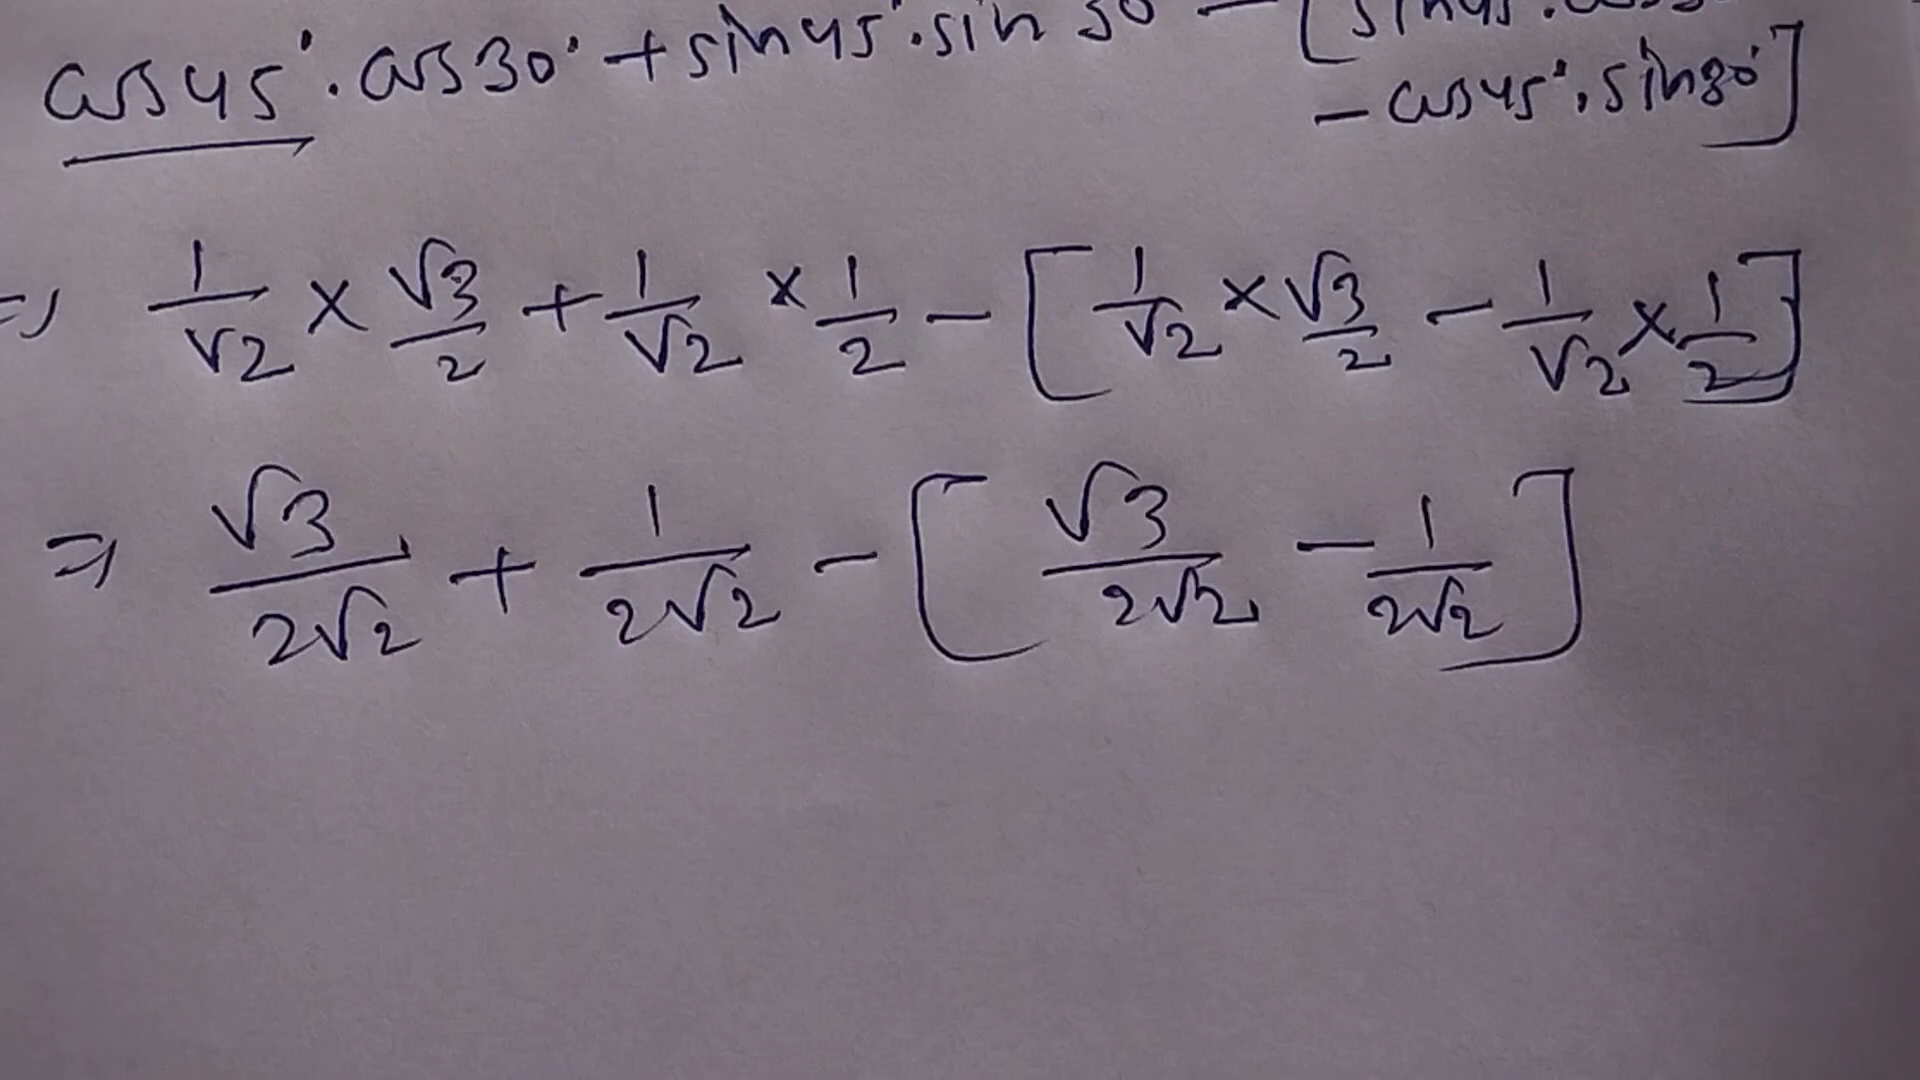 cos45°.cos30° + sin45°.sin30 - [sin45°.cos
- cos45°.sin30°]
=) 1/√2 × √3/2 + 1/√2 × 1/2 - [1/√2 × √3/2 - 1/√2 × 1/2]
=) √3/2√2 + 1/2√2 - [√3/2√2 - 1/2√2]